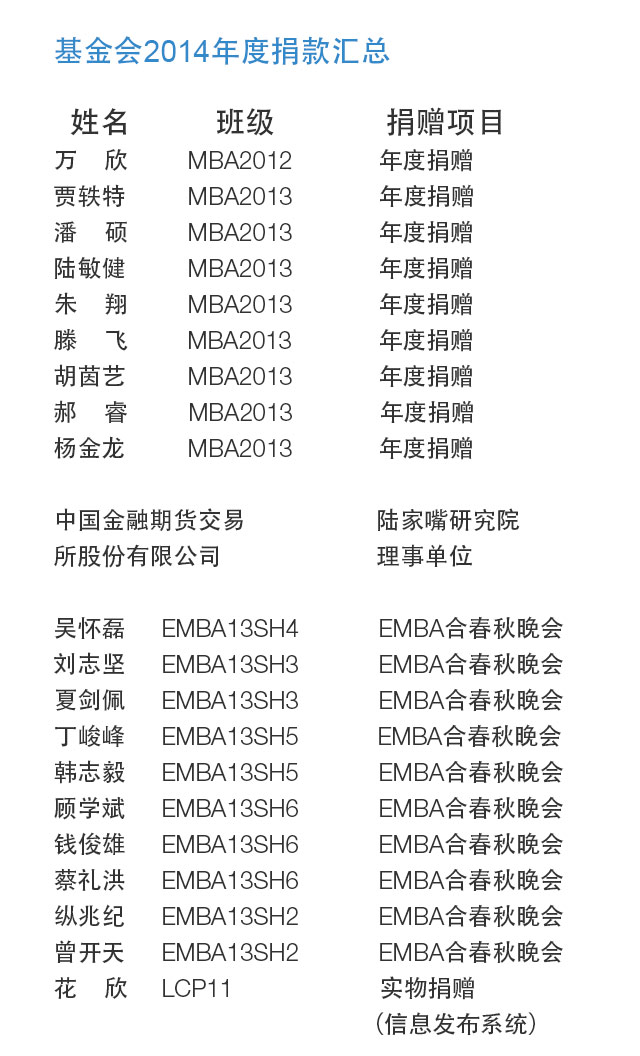 基金会2014年度捐款汇总
姓名 班级 捐赠项目
万 欣 MBA2012 年度捐赠
贾轶特 MBA2013 年度捐赠
潘 硕 MBA2013 年度捐赠
陆敏健 MBA2013 年度捐赠
朱 翔 MBA2013 年度捐赠
滕 飞 MBA2013 年度捐赠
胡茵艺 MBA2013 年度捐赠
郝 睿 MBA2013 年度捐赠
杨金龙 MBA2013 年度捐赠
中国金融期货交易 陆家嘴研究院
所股份有限公司 理事单位
吴怀磊 EMBA13SH4 EMBA合春秋晚会
刘志坚 EMBA13SH3 EMBA合春秋晚会
夏剑佩 EMBA13SH3 EMBA合春秋晚会
丁峻峰 EMBA13SH5 EMBA合春秋晚会
韩志毅 EMBA13SH5 EMBA合春秋晚会
顾学斌 EMBA13SH6 EMBA合春秋晚会
钱俊雄 EMBA13SH6 EMBA合春秋晚会
蔡礼洪 EMBA13SH6 EMBA合春秋晚会
纵兆纪 EMBA13SH2 EMBA合春秋晚会
曾开天 EMBA13SH2 EMBA合春秋晚会
花 欣 LCP11 实物捐赠
（信息发布系统）